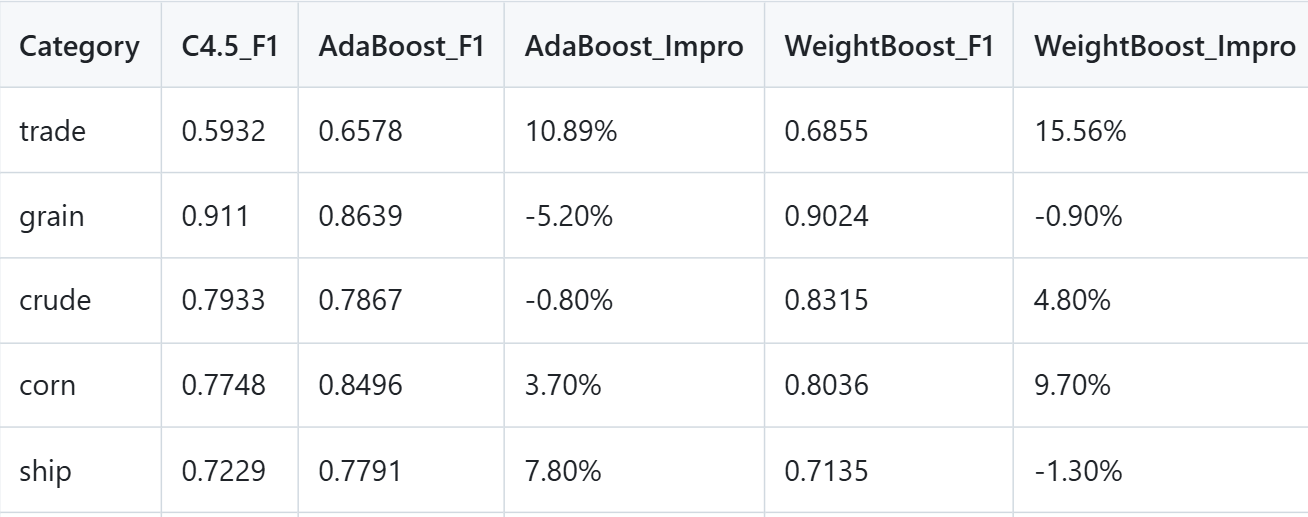 Category C4.5_F1 AdaBoost_F1 AdaBoost_Impro WeightBoost_F1 WeightBoost_Impro
trade 0.5932 0.6578 10.89% 0.6855 15.56%
grain 0.911 0.8639 -5.20% 0.9024 -0.90%
crude 0.7933 0.7867 -0.80% 0.8315 4.80%
corn 0.7748 0.8496 3.70% 0.8036 9.70%
ship 0.7229 0.7791 7.80% 0.7135 -1.30%